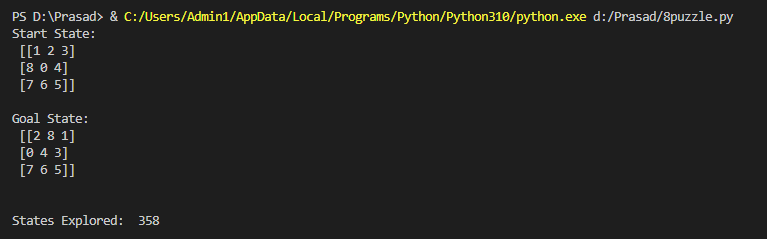 PS D:\Prasad> & C:/Users/Admin1/AppData/Local/Programs/Python/Python310/python.exe d:/Prasad/8puzzle.py
Start State:
[[1 2 3]
[8 0 4]
[7 6 5]]
Goal State:
[[2 8 1]
[0 4 3]
[7 6 5]]
States Explored:  358